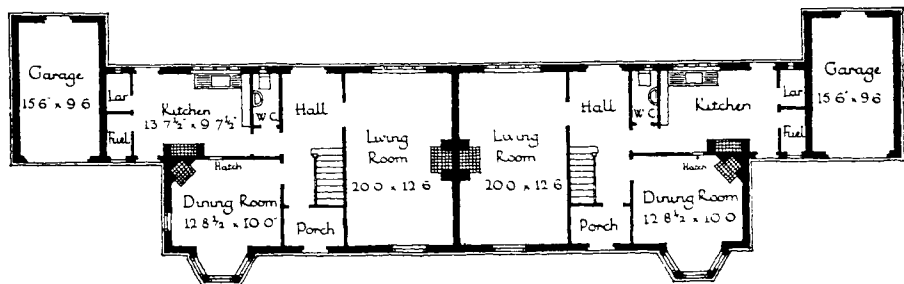 Garage
15 6" x 9 6
Lar
Fuel
Kitchen
13 7½" x 9 7½"
W C
Hall
Living
Room
20 0 x 12 6
Hatch
Dining Room
12 8½ x 10 0"
Porch
Living
Room
20 0 x 12 6
Hall
W C
Kitchen
Lar
Fuel
Garage
15 6" x 9 6
Hatch
Dining Room
12 8½ x 10 0
Porch